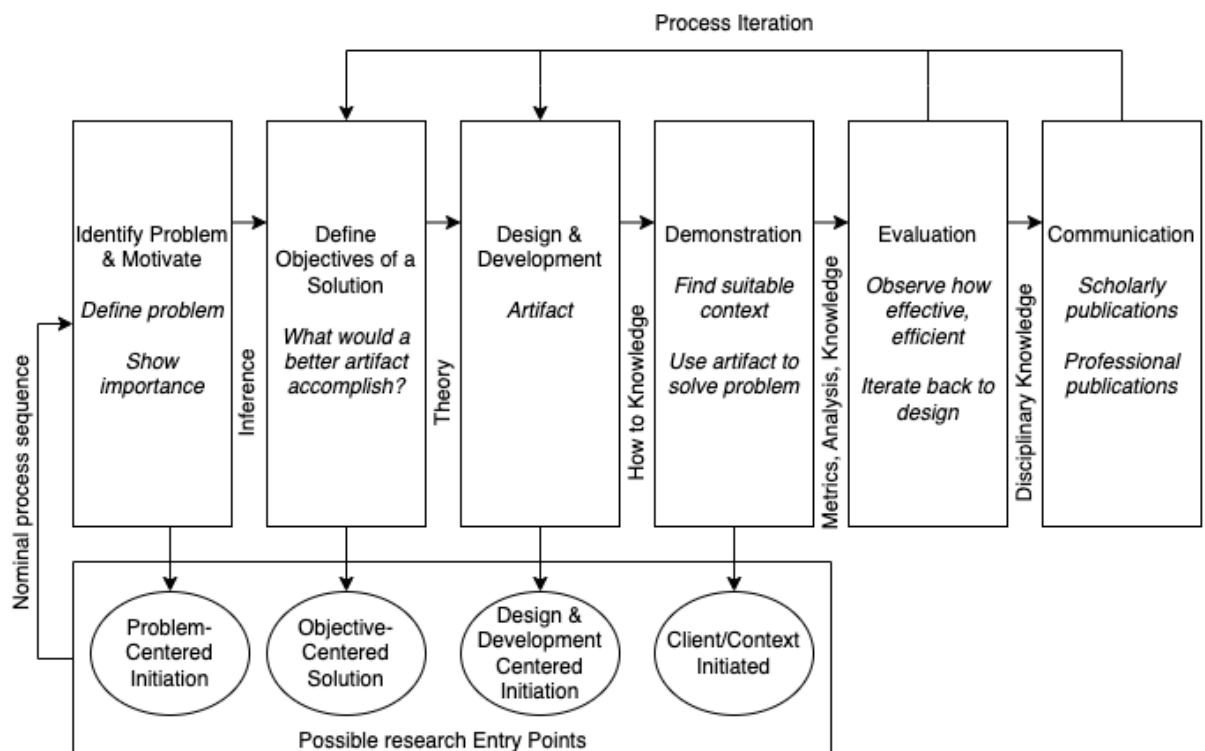 Process Iteration
Identify Problem
& Motivate
Define problem
Show
importance
Inference
Define
Objectives of a
Solution
What would a
better artifact
accomplish?
Theory
Design &
Development
Artifact
How to Knowledge
Demonstration
Find suitable
context
Use artifact to
solve problem
Metrics, Analysis, Knowledge
Evaluation
Observe how
effective,
efficient
Iterate back to
design
Disciplinary Knowledge
Communication
Scholarly
publications
Professional
publications
Nominal process sequence
Problem-
Centered
Initiation
Objective-
Centered
Solution
Design &
Development
Centered
Initiation
Client/Context
Initiated
Possible research Entry Points